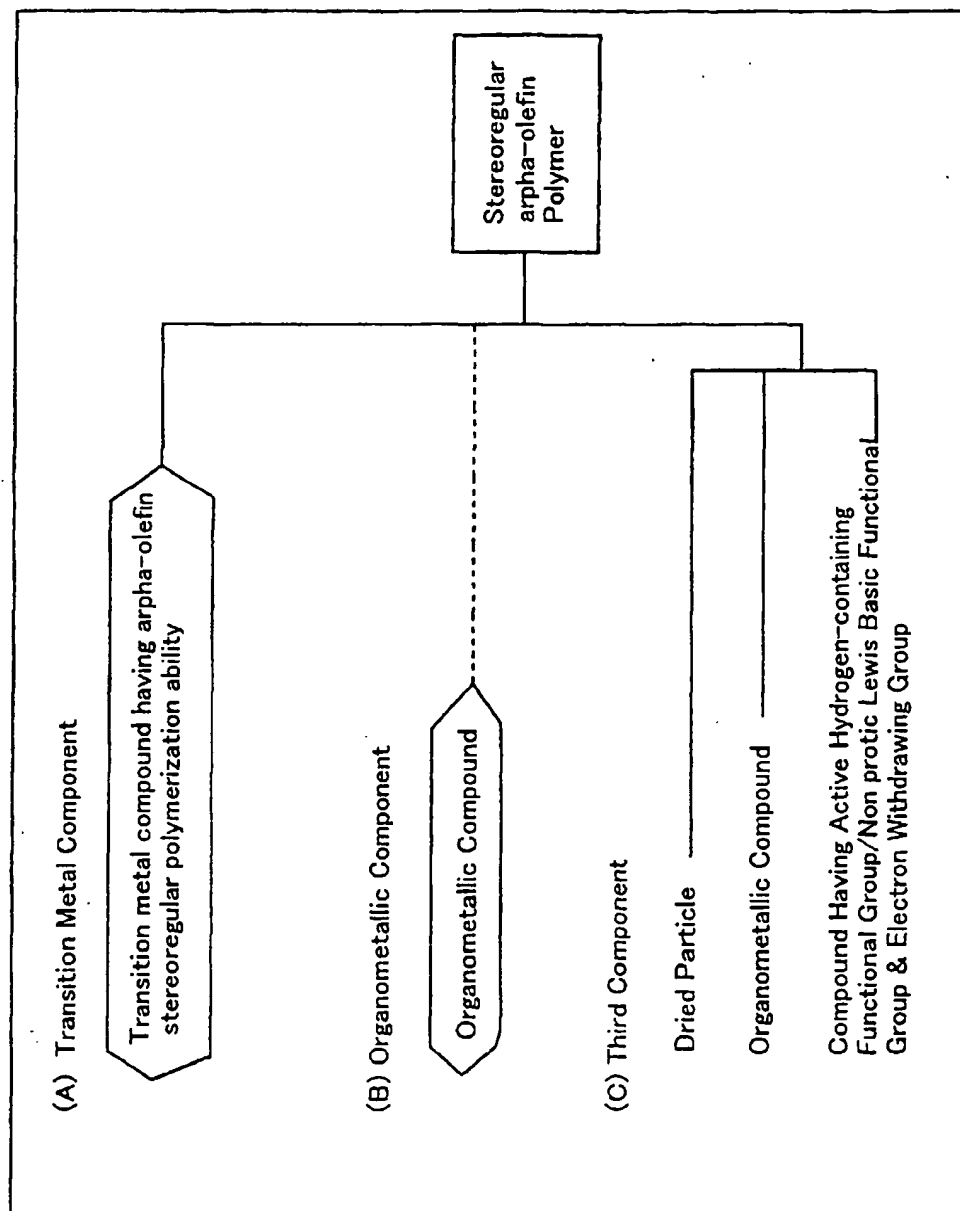 (A) Transition Metal Component
Transition metal compound having arpha-olefin
stereoregular polymerization ability
(B) Organometallic Component
Organometallic Compound
(C) Third Component
Dried Particle
Organometallic Compound
Compound Having Active Hydrogen-containing
Functional Group/Non protic Lewis Basic Functional
Group & Electron Withdrawing Group
Stereoregular
arpha-olefin
Polymer